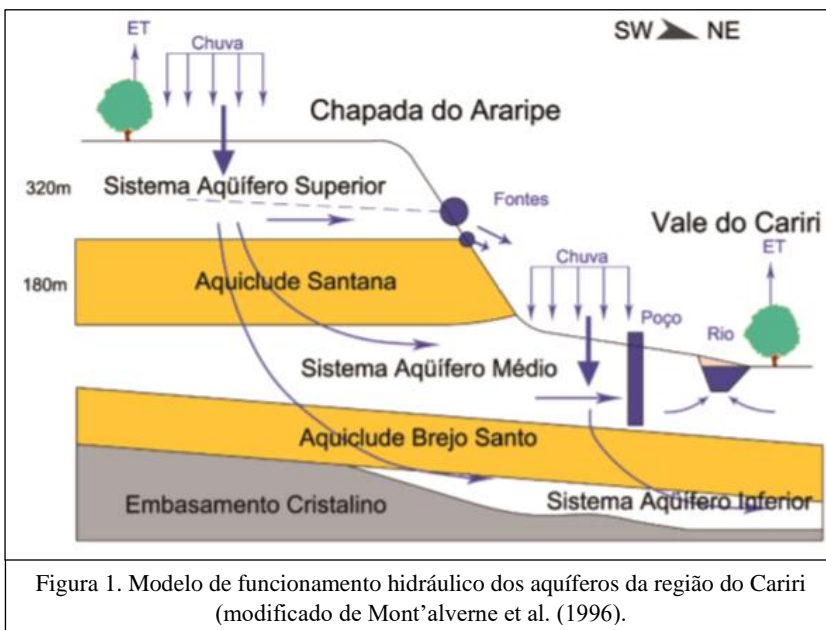 ET
Chuva
SW NE
Chapada do Araripe
320m
Sistema Aqüífero Superior
Fontes
Vale do Cariri
ET
Chuva
180m
Aquiclude Santana
Poço
Rio
Sistema Aqüífero Médio
Aquiclude Brejo Santo
Embasamento Cristalino
Sistema Aqüífero Inferior
Figura 1. Modelo de funcionamento hidráulico dos aquíferos da região do Cariri
(modificado de Mont’alverne et al. (1996).